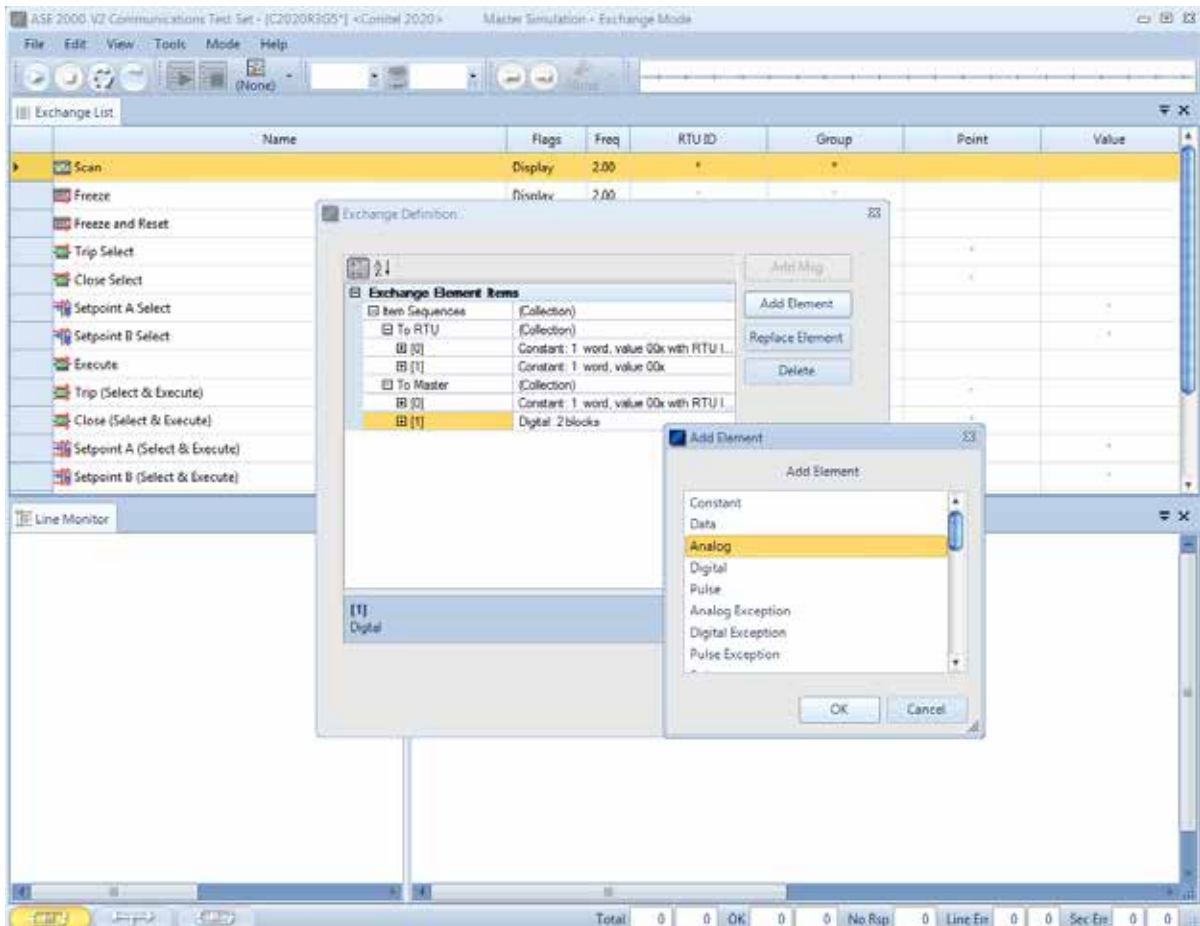 ASE 2000 V2 Communications Test Set - [C2020R3G5*] <Conitel 2020> Master Simulation - Exchange Mode
File Edit View Tools Mode Help
(None)
Exchange List
Name Flags Freq RTU ID Group Point Value
Scan Display 2.00 * *
Freeze Display 2.00
Freeze and Reset
Trip Select
Close Select
Setpoint A Select
Setpoint B Select
Execute
Trip (Select & Execute)
Close (Select & Execute)
Setpoint A (Select & Execute)
Setpoint B (Select & Execute)
Exchange Definition
Exchange Element Items
Item Sequences (Collection)
To RTU (Collection)
[0] Constant: 1 word, value 00x with RTU I...
[1] Constant: 1 word, value 00x
To Master (Collection)
[0] Constant: 1 word, value 00x with RTU I...
[1] Digital: 2 blocks
[1]
Digital
Add Msg
Add Element
Replace Element
Delete
Add Element
Add Element
Constant
Data
Analog
Digital
Pulse
Analog Exception
Digital Exception
Pulse Exception
OK Cancel
Line Monitor
Total 0 0 OK 0 0 No Rsp 0 Line Err 0 0 Sec Err 0 0